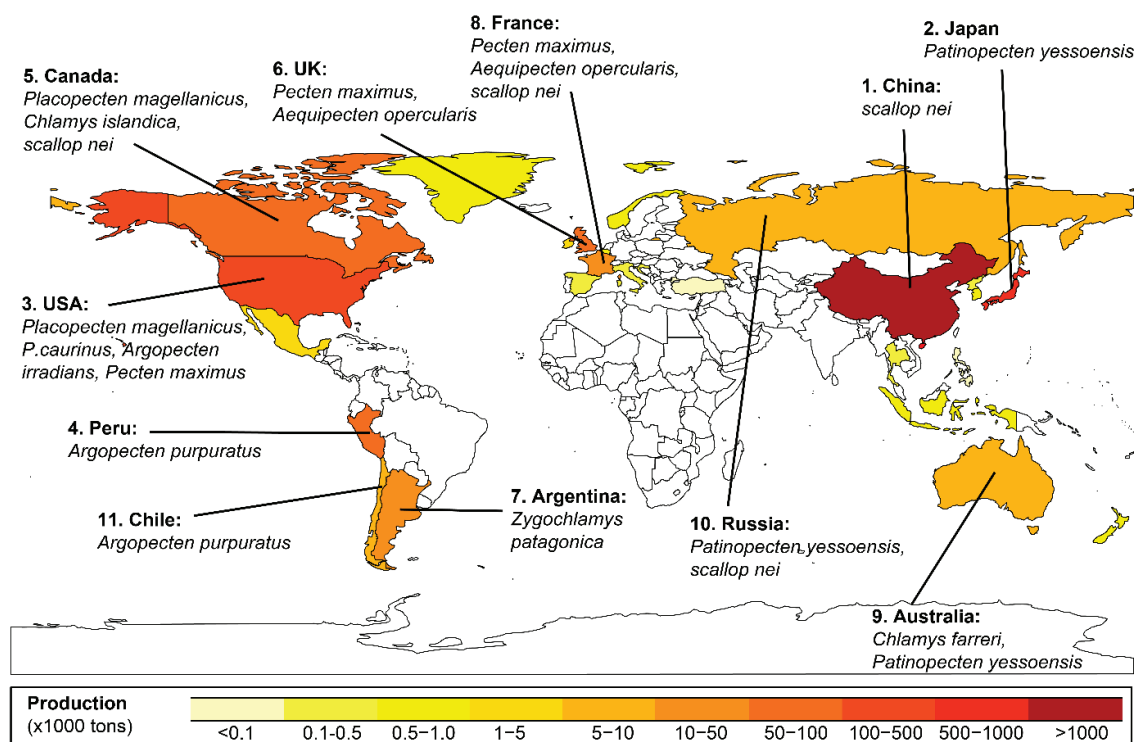 8. France:
Pecten maximus,
Aequipecten opercularis,
scallop nei
2. Japan
Patinopecten yessoensis
5. Canada:
Placopecten magellanicus,
Chlamys islandica,
scallop nei
6. UK:
Pecten maximus,
Aequipecten opercularis
1. China:
scallop nei
3. USA:
Placopecten magellanicus,
P.caurinus, Argopecten
irradians, Pecten maximus
4. Peru:
Argopecten purpuratus
11. Chile:
Argopecten purpuratus
7. Argentina:
Zygochlamys
patagonica
10. Russia:
Patinopecten yessoensis,
scallop nei
9. Australia:
Chlamys farreri,
Patinopecten yessoensis
Production
(x1000 tons)
<0.1 0.1-0.5 0.5−1.0 1−5 5−10 10−50 50−100 100−500 500−1000 >1000